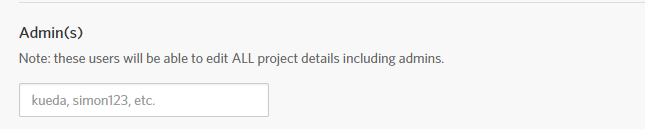 Admin(s)
Note: these users will be able to edit ALL project details including admins.
kueda, simon123, etc.